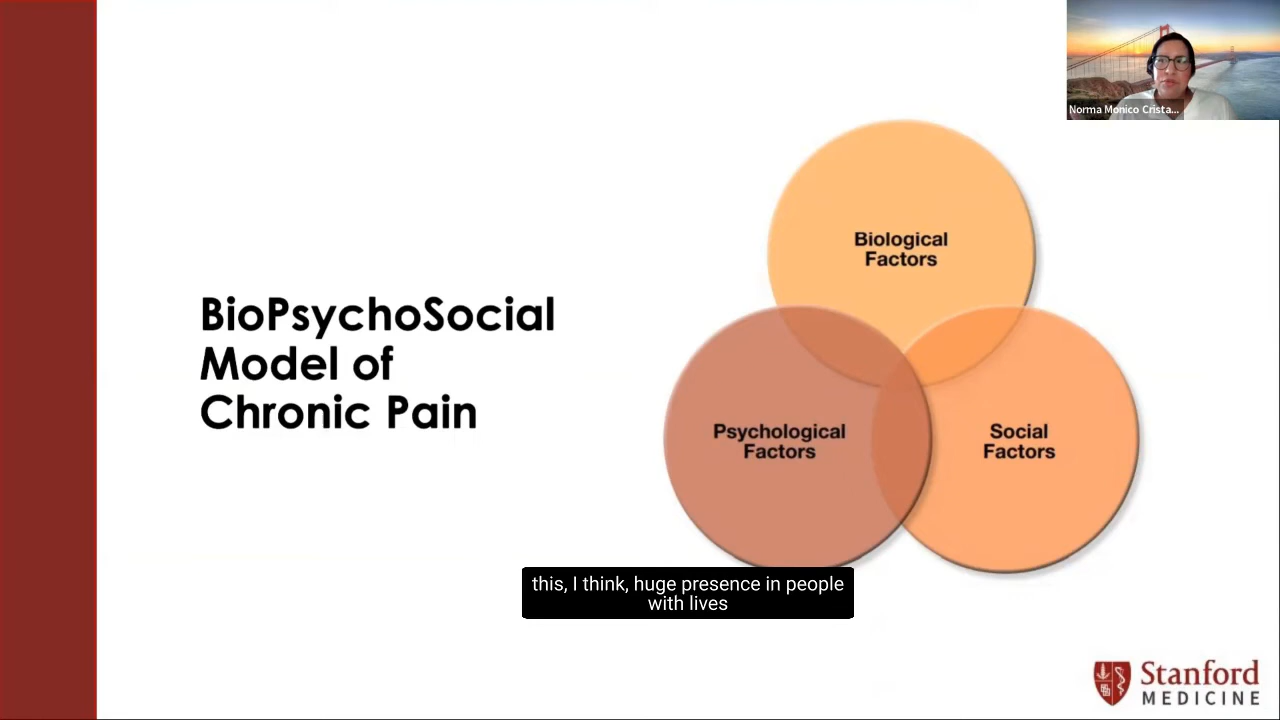 Norma Monico Crista...
Biological
Factors
BioPsychoSocial
Model of
Chronic Pain
Psychological
Factors
Social
Factors
this, I think, huge presence in people
with lives
Stanford
MEDICINE